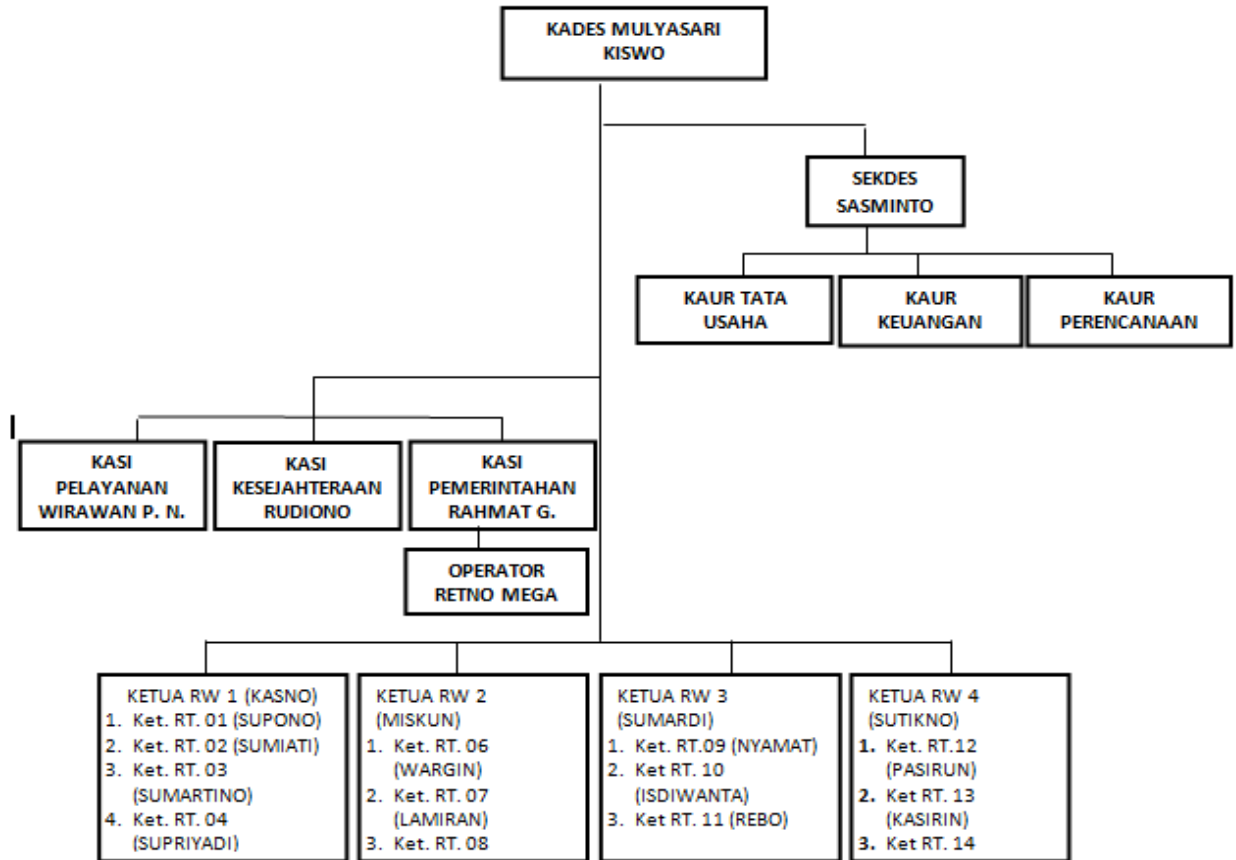 KADES MULYASARI
KISWO
SEKDES
SASMINTO
KAUR TATA
USAHA
KAUR
KEUANGAN
KAUR
PERENCANAAN
KASI
PELAYANAN
WIRAWAN P. N.
KASI
KESEJAHTERAAN
RUDIONO
KASI
PEMERINTAHAN
RAHMAT G.
OPERATOR
RETNO MEGA
KETUA RW 1 (KASNO)
1. Ket. RT. 01 (SUPONO)
2. Ket. RT. 02 (SUMIATI)
3. Ket. RT. 03
(SUMARTINO)
4. Ket. RT. 04
(SUPRIYADI)
KETUA RW 2
(MISKUN)
1. Ket. RT. 06
(WARGIN)
2. Ket. RT. 07
(LAMIRAN)
3. Ket. RT. 08
KETUA RW 3
(SUMARDI)
1. Ket. RT.09 (NYAMAT)
2. Ket RT. 10
(ISDIWANTA)
3. Ket RT. 11 (REBO)
KETUA RW 4
(SUTIKNO)
1. Ket. RT.12
(PASIRUN)
2. Ket RT. 13
(KASIRIN)
3. Ket RT. 14